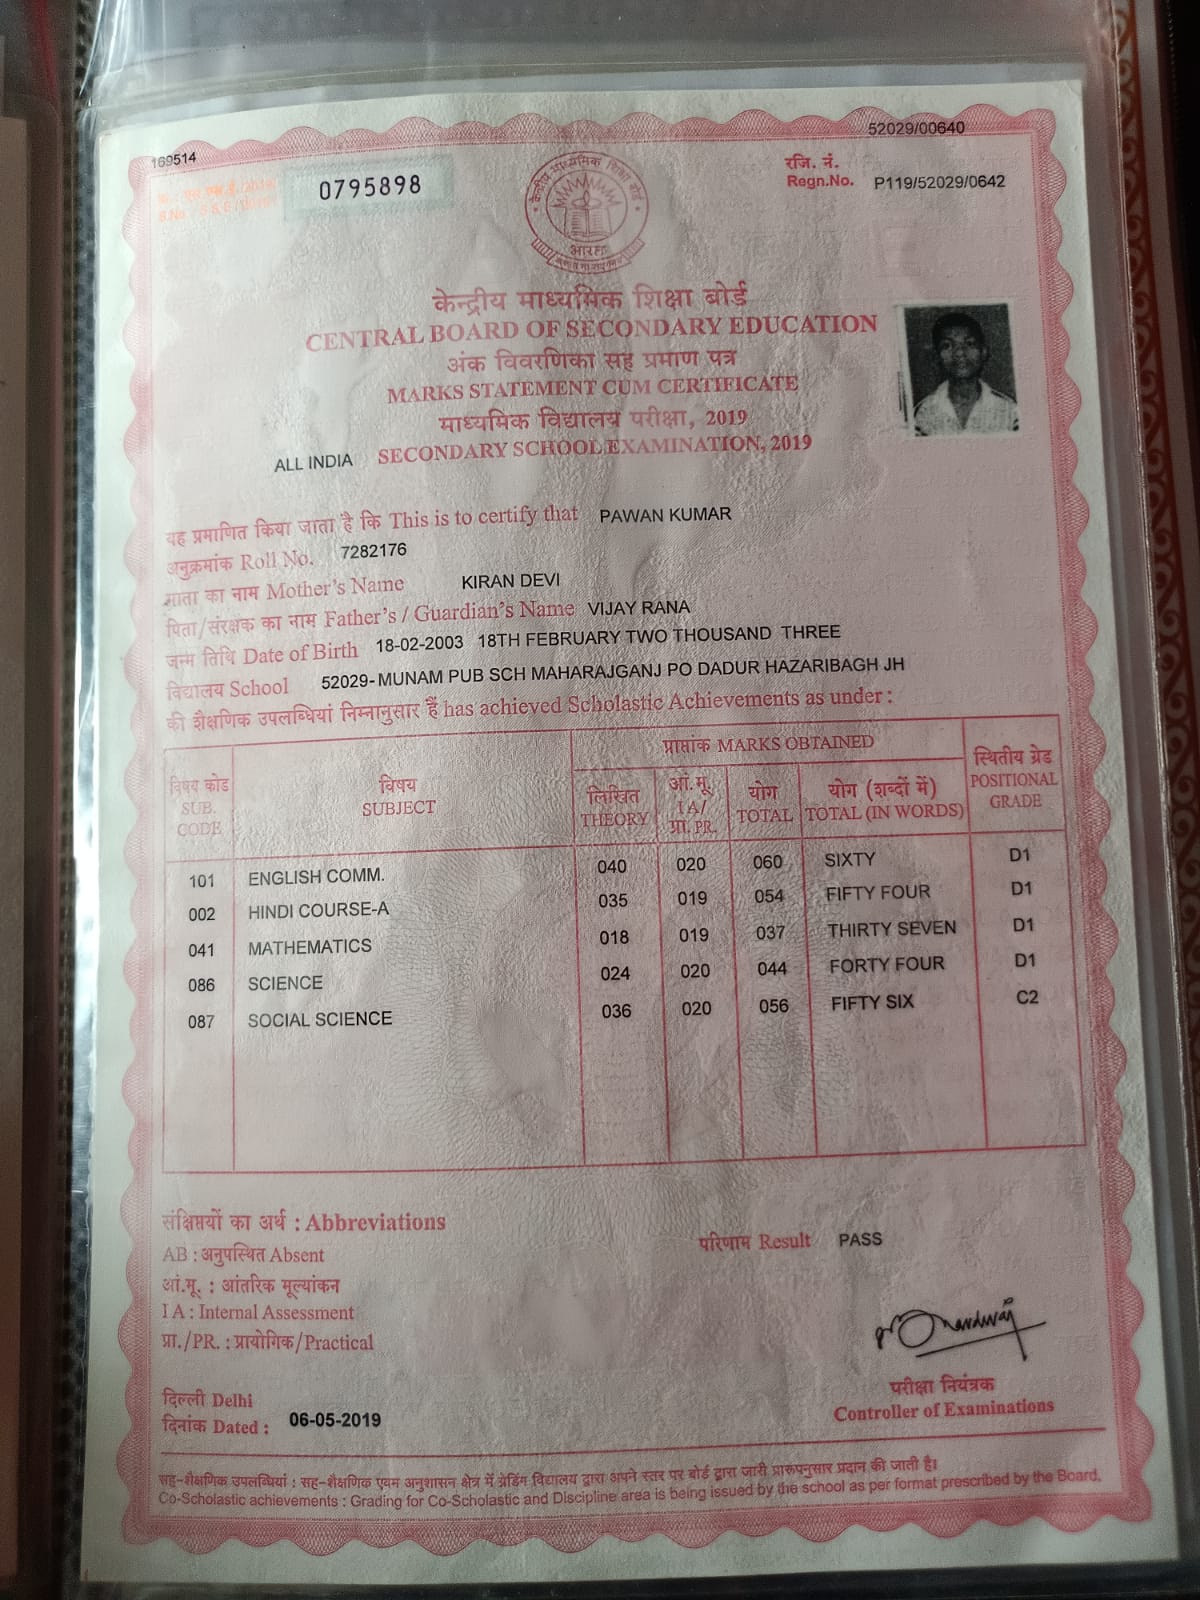 52029/00640
169514
0795898
रजि. नं.
Regn.No. P119/52029/0642
भारत
केन्द्रीय माध्यमिक शिक्षा बोर्ड
CENTRAL BOARD OF SECONDARY EDUCATION
अंक विवरणिका सह प्रमाण पत्र
MARKS STATEMENT CUM CERTIFICATE
माध्यमिक विद्यालय परीक्षा, 2019
ALL INDIA SECONDARY SCHOOL EXAMINATION, 2019
यह प्रमाणित किया जाता है कि This is to certify that PAWAN KUMAR
अनुक्रमांक Roll No. 7282176
माता का नाम Mother's Name KIRAN DEVI
पिता/संरक्षक का नाम Father's / Guardian's Name VIJAY RANA
जन्म तिथि Date of Birth 18-02-2003 18TH FEBRUARY TWO THOUSAND THREE
विद्यालय School 52029-MUNAM PUB SCH MAHARAJGANJ PO DADUR HAZARIBAGH JH
की शैक्षणिक उपलब्धियां निम्नानुसार हैं has achieved Scholastic Achievements as under :
प्राप्तांक MARKS OBTAINED
विषय कोड SUB. CODE विषय SUBJECT लिखित THEORY आं.मू. I A/ प्रा. PR. योग TOTAL योग (शब्दों में) TOTAL (IN WORDS) स्थितीय ग्रेड POSITIONAL GRADE
101 ENGLISH COMM. 040 020 060 SIXTY D1
002 HINDI COURSE-A 035 019 054 FIFTY FOUR D1
041 MATHEMATICS 018 019 037 THIRTY SEVEN D1
086 SCIENCE 024 020 044 FORTY FOUR D1
087 SOCIAL SCIENCE 036 020 056 FIFTY SIX C2
संक्षिप्तियों का अर्थ : Abbreviations
AB : अनुपस्थित Absent
आं.मू. : आंतरिक मूल्यांकन
I A : Internal Assessment
प्रा./PR. : प्रायोगिक/Practical
परिणाम Result PASS
दिल्ली Delhi
दिनांक Dated : 06-05-2019
परीक्षा नियंत्रक
Controller of Examinations
सह-शैक्षणिक उपलब्धियां : सह-शैक्षणिक एवम अनुशासन क्षेत्र में ग्रेडिंग विद्यालय द्वारा अपने स्तर पर बोर्ड द्वारा जारी प्रारूपनुसार प्रदान की जाती है।
Co-Scholastic achievements : Grading for Co-Scholastic and Discipline area is being issued by the school as per format prescribed by the Board.